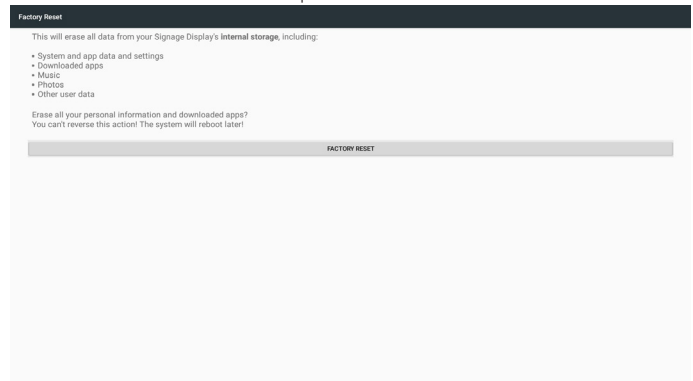 Factory Reset
This will erase all data from your Signage Display's internal storage, including:
▪ System and app data and settings
▪ Downloaded apps
▪ Music
▪ Photos
▪ Other user data
Erase all your personal information and downloaded apps?
You can't reverse this action! The system will reboot later!
FACTORY RESET